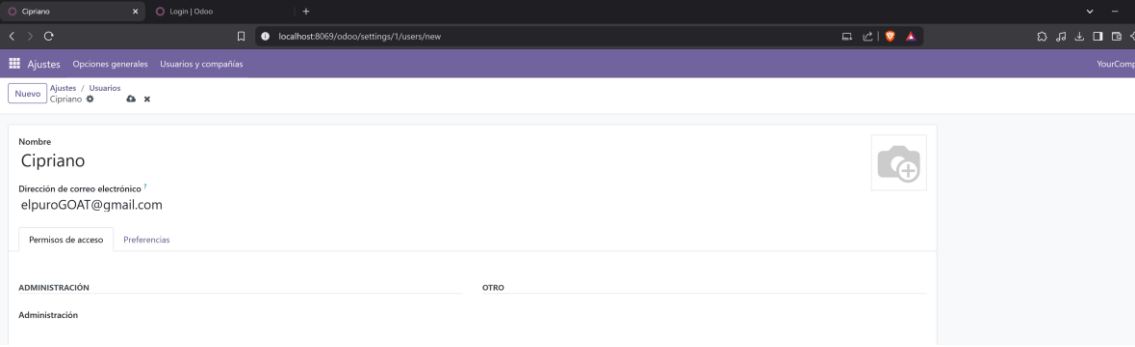 Cipriano
Login | Odoo
localhost:8069/odoo/settings/1/users/new
Ajustes Opciones generales Usuarios y compañías
YourComp
Nuevo
Ajustes / Usuarios
Cipriano
Nombre
Cipriano
Dirección de correo electrónico ?
elpuroGOAT@gmail.com
Permisos de acceso Preferencias
ADMINISTRACIÓN
OTRO
Administración